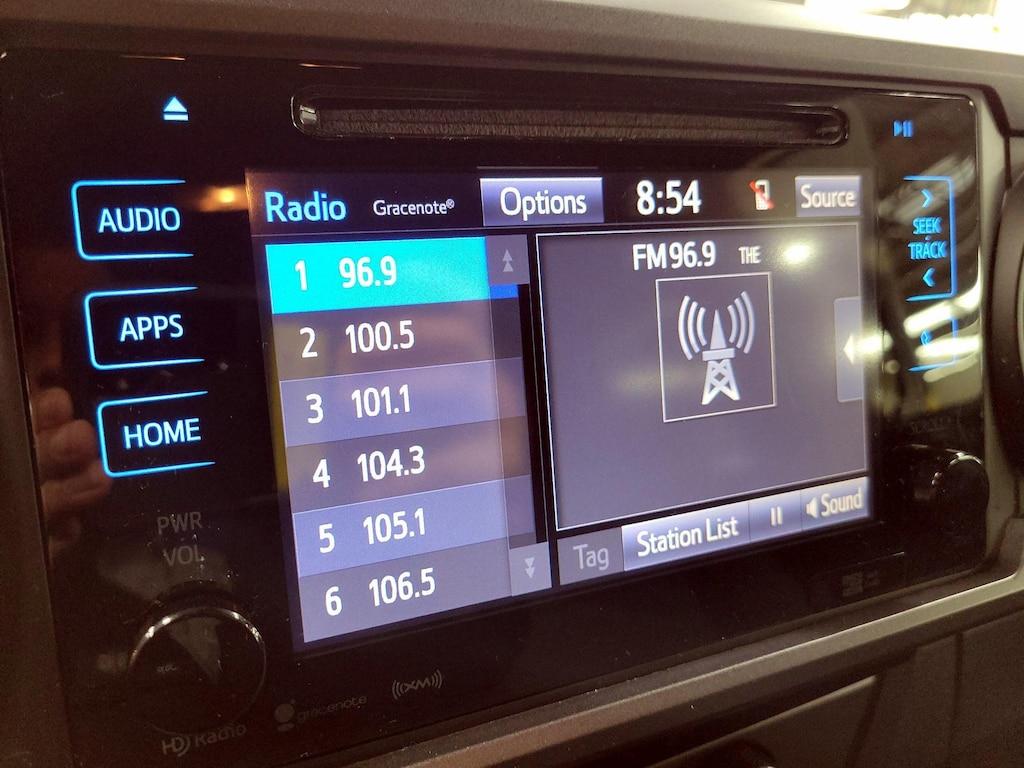 AUDIO
APPS
HOME
PWR
VOL
Radio Gracenote® Options 8:54 Source
1 96.9
2 100.5
3 101.1
4 104.3
5 105.1
6 106.5
FM 96.9 THE
Tag Station List Sound
SEEK
TRACK
HD Radio gracenote XM